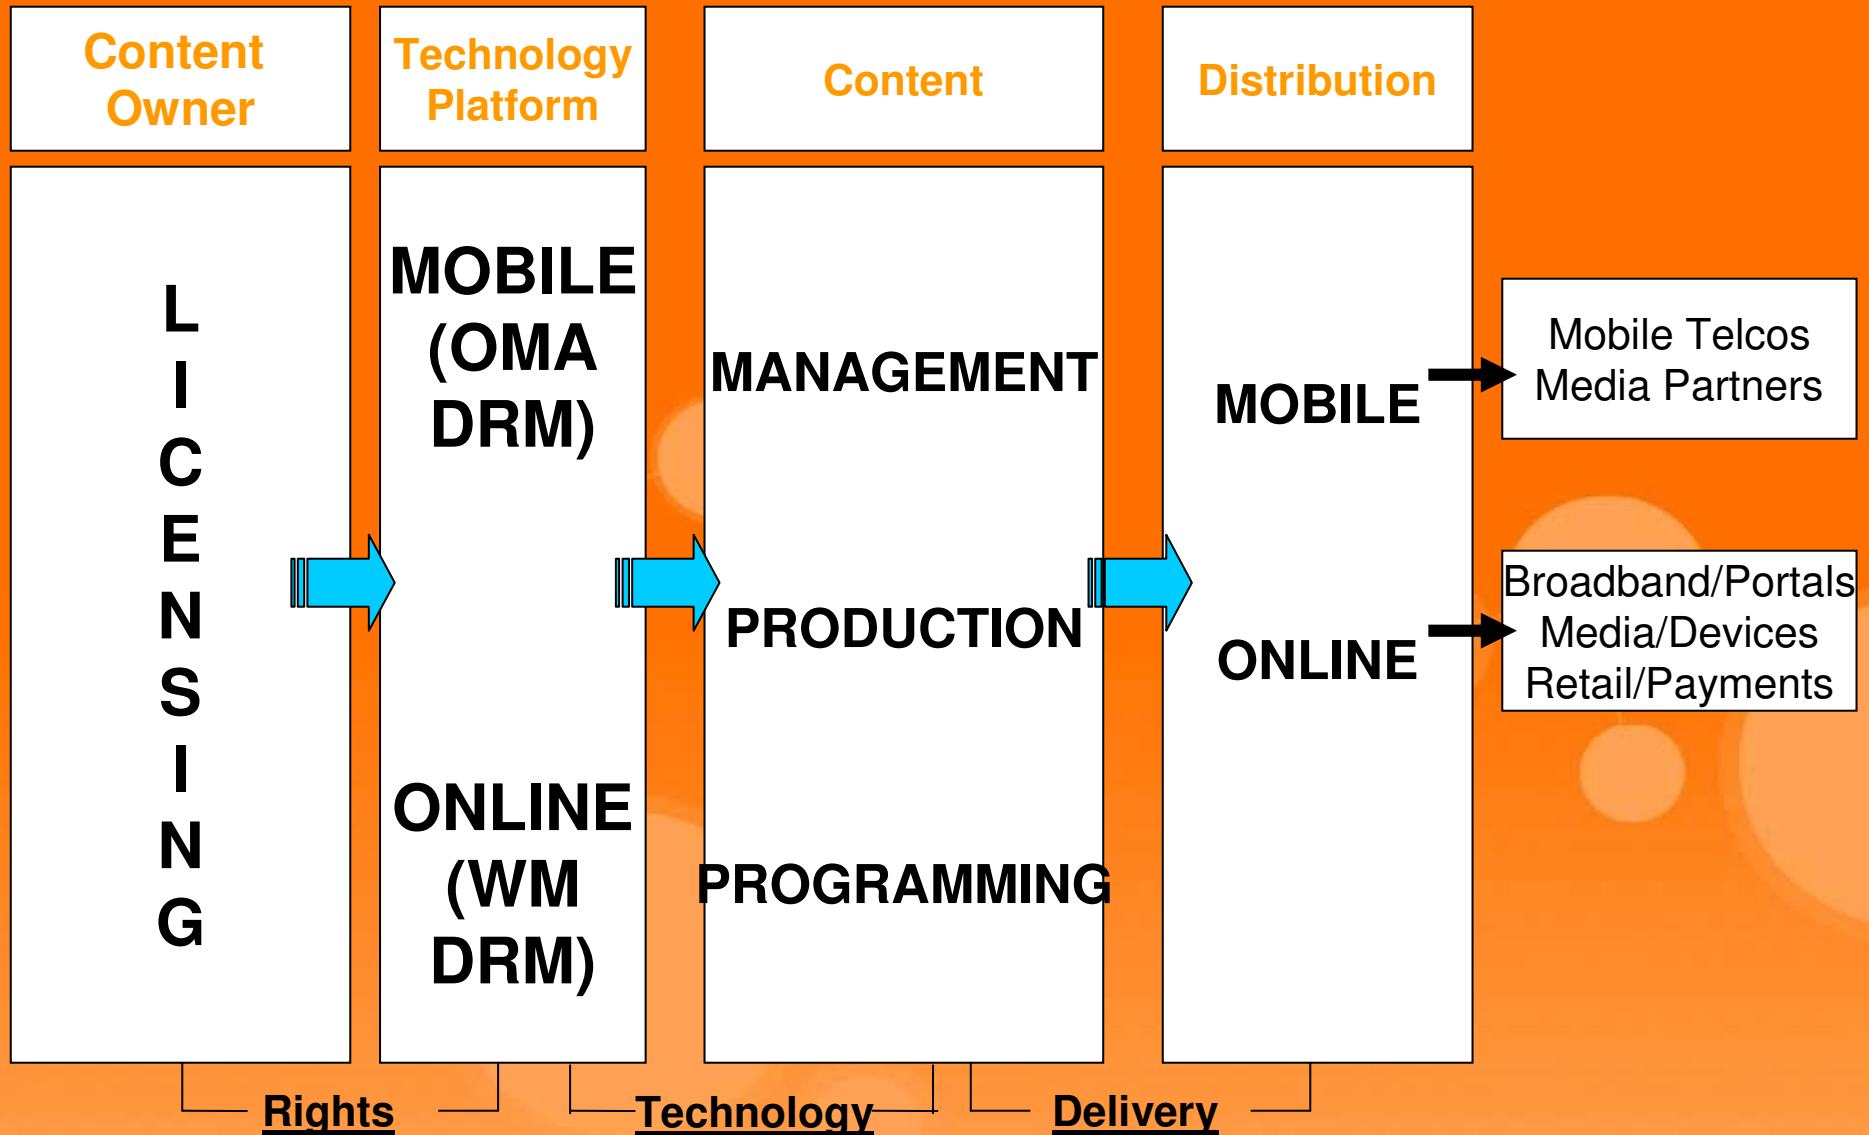 Content
Owner
Technology
Platform
Content
Distribution
L
I
C
E
N
S
I
N
G
MOBILE
(OMA
DRM)
ONLINE
(WM
DRM)
MANAGEMENT
PRODUCTION
PROGRAMMING
MOBILE
ONLINE
Mobile Telcos
Media Partners
Broadband/Portals
Media/Devices
Retail/Payments
Rights
Technology
Delivery